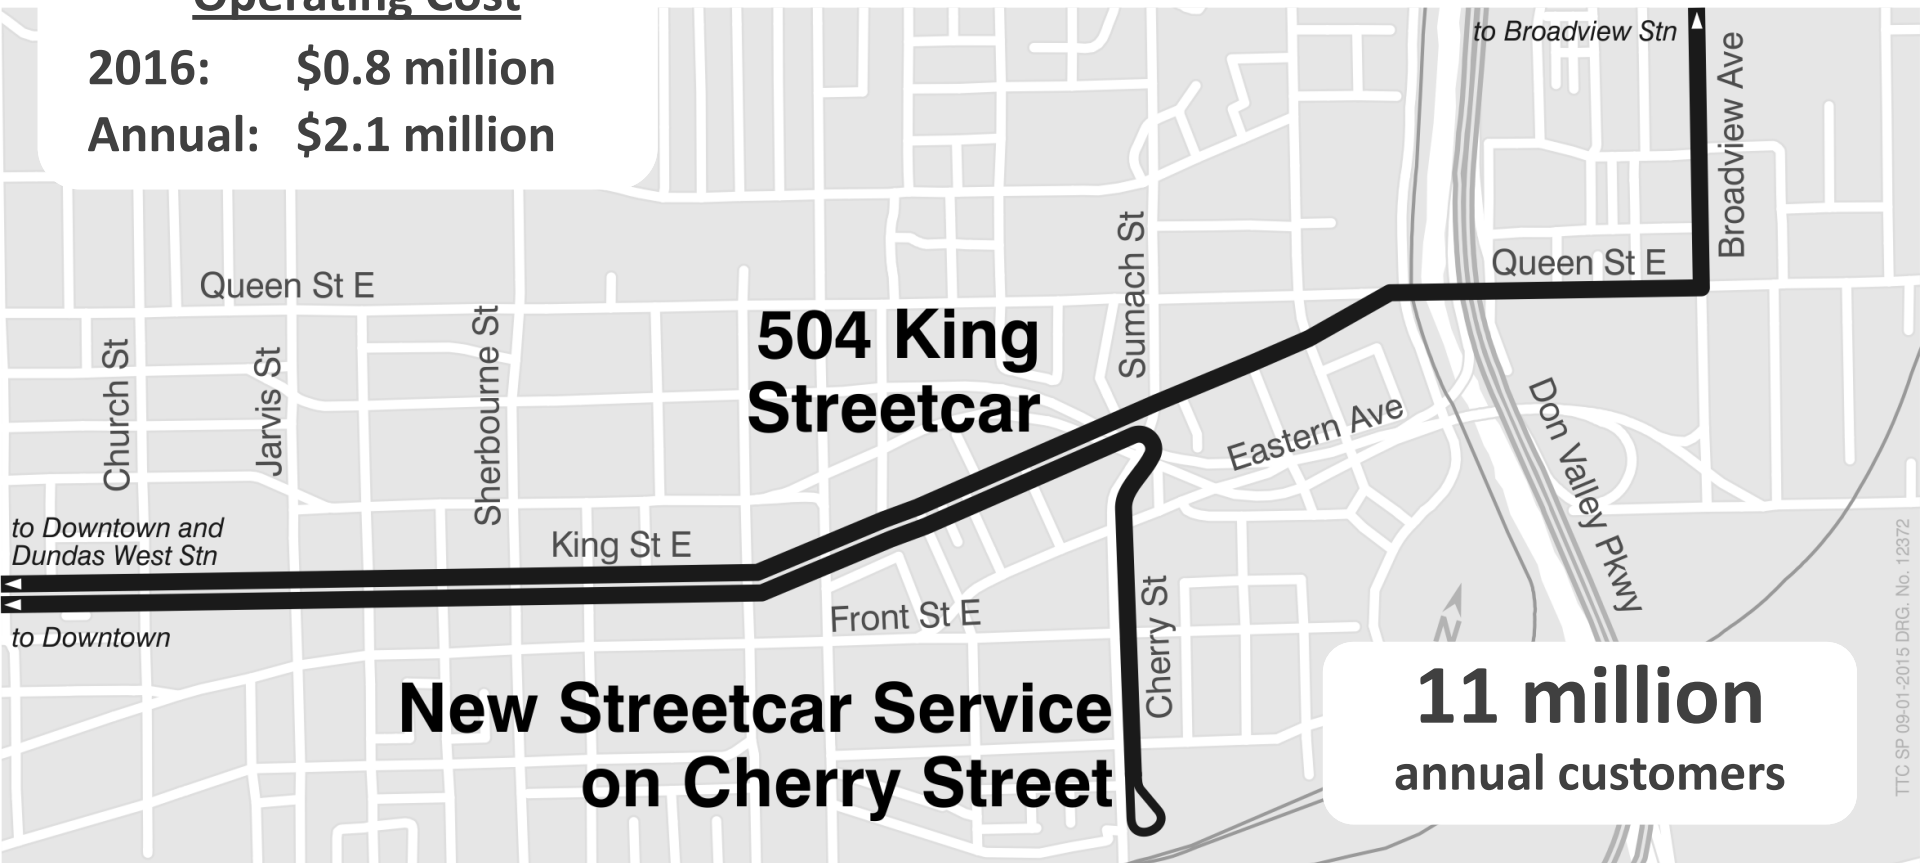 Operating Cost
2016: $0.8 million
Annual: $2.1 million
to Broadview Stn
Broadview Ave
Queen St E
Queen St E
Sumach St
504 King
Streetcar
Church St
Jarvis St
Sherbourne St
Eastern Ave
Don Valley Pkwy
to Downtown and
Dundas West Stn
King St E
to Downtown
Front St E
Cherry St
New Streetcar Service
on Cherry Street
N
11 million
annual customers
TTC SP 09-01-2015 DRG. No. 12372